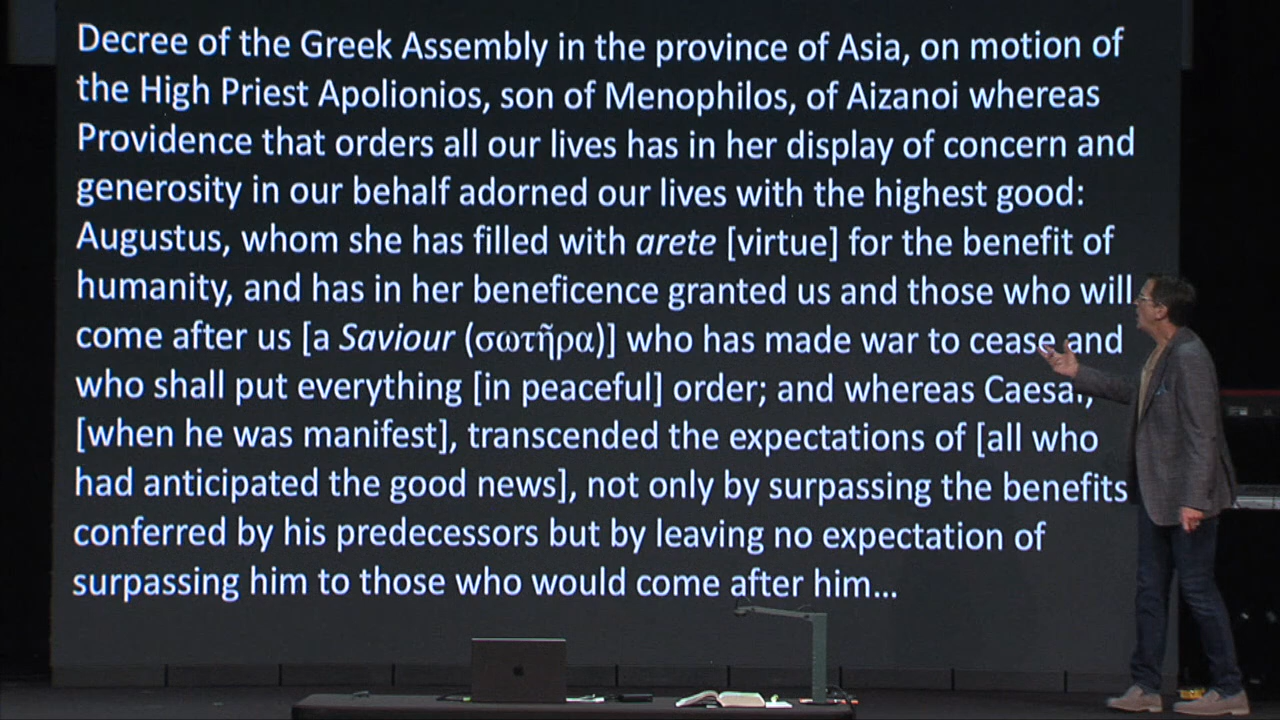 Decree of the Greek Assembly in the province of Asia, on motion of
the High Priest Apolionios, son of Menophilos, of Aizanoi whereas
Providence that orders all our lives has in her display of concern and
generosity in our behalf adorned our lives with the highest good:
Augustus, whom she has filled with arete [virtue] for the benefit of
humanity, and has in her beneficence granted us and those who will
come after us [a Saviour (σωτῆρα)] who has made war to cease and
who shall put everything [in peaceful] order; and whereas Caesar,
[when he was manifest], transcended the expectations of [all who
had anticipated the good news], not only by surpassing the benefits
conferred by his predecessors but by leaving no expectation of
surpassing him to those who would come after him...